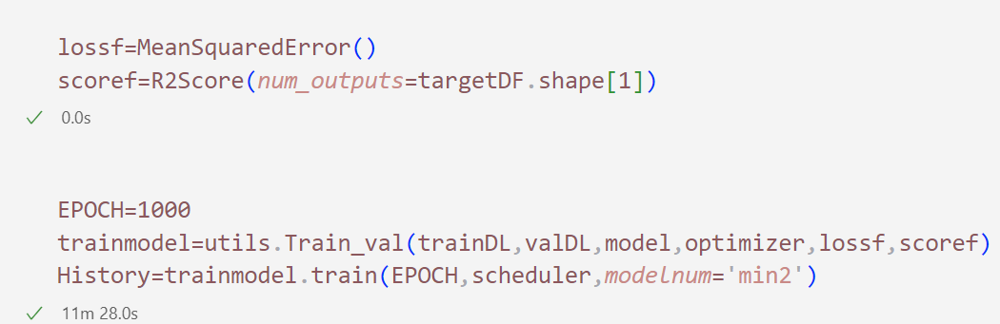 lossf=MeanSquaredError()
scoref=R2Score(num_outputs=targetDF.shape[1])
0.0s
EPOCH=1000
trainmodel=utils.Train_val(trainDL,valDL,model,optimizer,lossf,scoref)
History=trainmodel.train(EPOCH,scheduler,modelnum='min2')
11m 28.0s